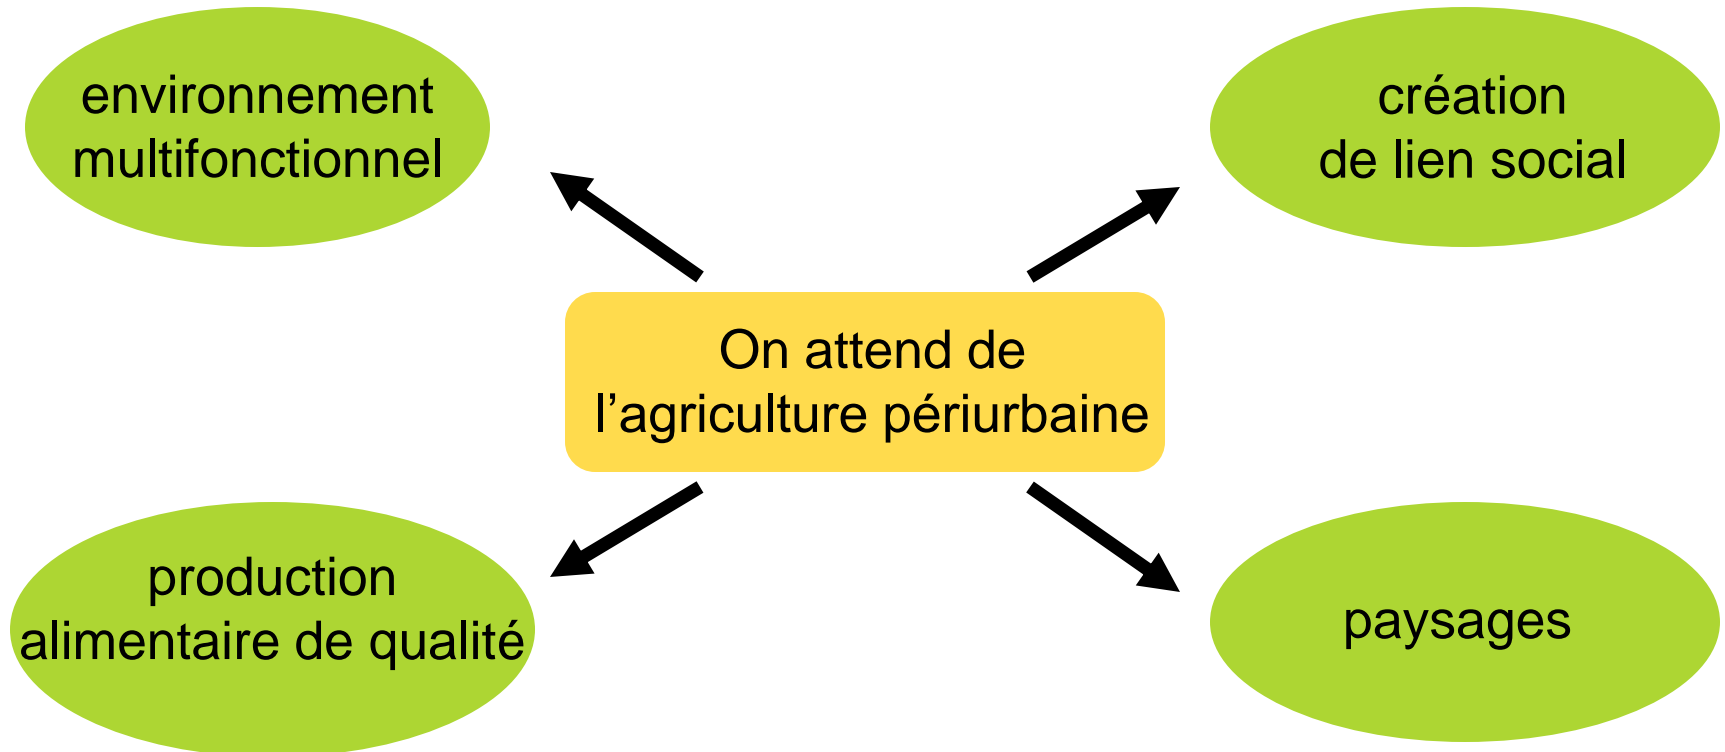 environnement
multifonctionnel
création
de lien social
On attend de
l’agriculture périurbaine
production
alimentaire de qualité
paysages